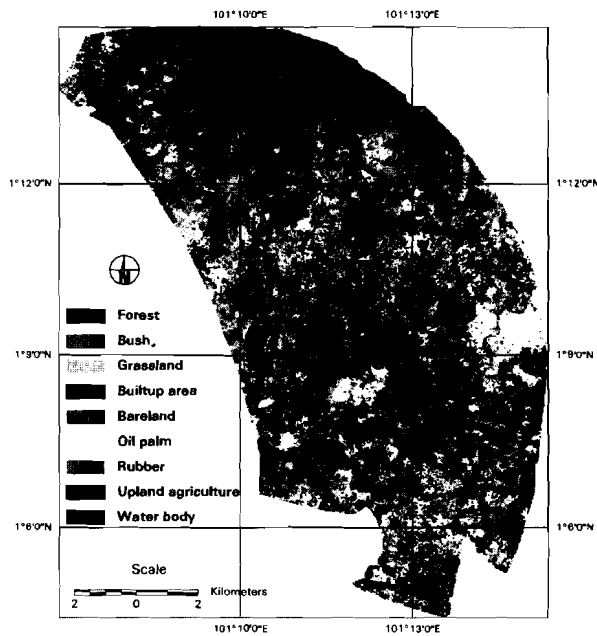 101°10'0"E 101°13'0"E
1°12'0"N 1°12'0"N
N
Forest
Bush,
Grassland
1°9'0"N 1°9'0"N
Builtup area
Bareland
Oil palm
Rubber
Upland agriculture
Water body
1°6'0"N 1°6'0"N
Scale
2 0 2 Kilometers
101°10'0"E 101°13'0"E